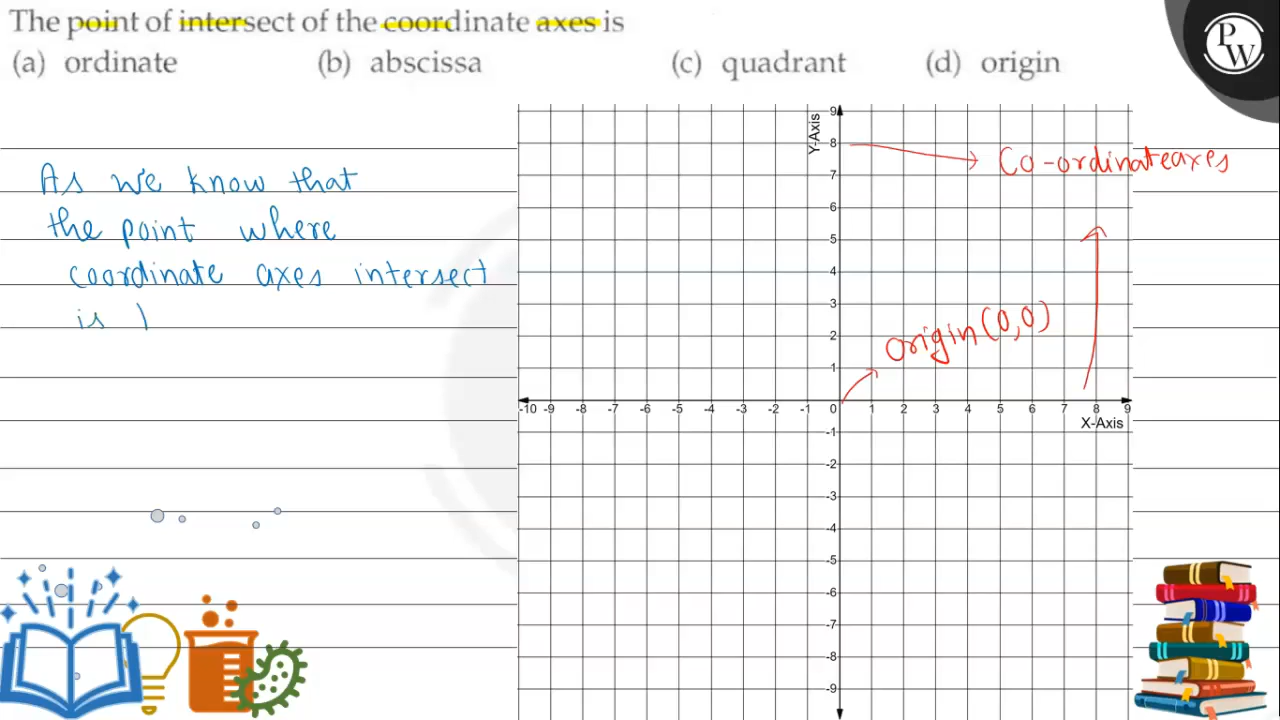 The point of intersect of the coordinate axes is
(a) ordinate (b) abscissa (c) quadrant (d) origin
PW
As we know that
the point where
coordinate axes intersect
is
Y-Axis
9
8
7
6
5
4
3
2
1
Co-ordinate axes
origin (0,0)
-10 -9 -8 -7 -6 -5 -4 -3 -2 -1 0 1 2 3 4 5 6 7 8 9
X-Axis
-1
-2
-3
-4
-5
-6
-7
-8
-9